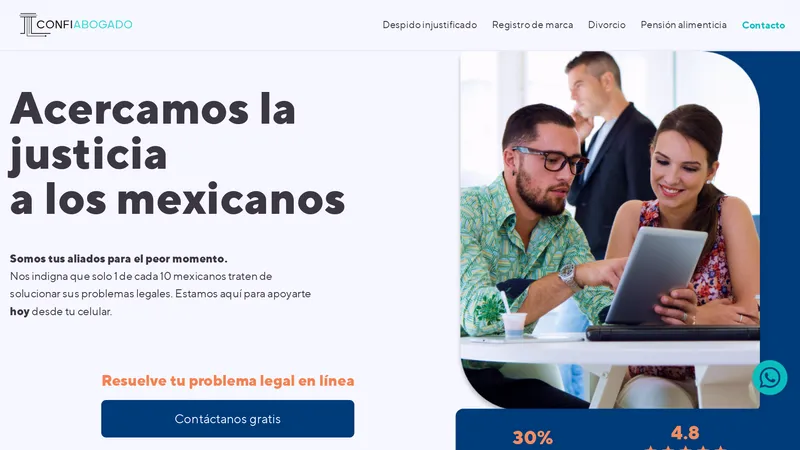 CONFIABOGADO
Despido injustificado
Registro de marca
Divorcio
Pensión alimenticia
Contacto
Acercamos la
justicia
a los mexicanos
Somos tus aliados para el peor momento.
Nos indigna que solo 1 de cada 10 mexicanos traten de
solucionar sus problemas legales. Estamos aquí para apoyarte
hoy desde tu celular.
Resuelve tu problema legal en línea
Contáctanos gratis
30%
4.8